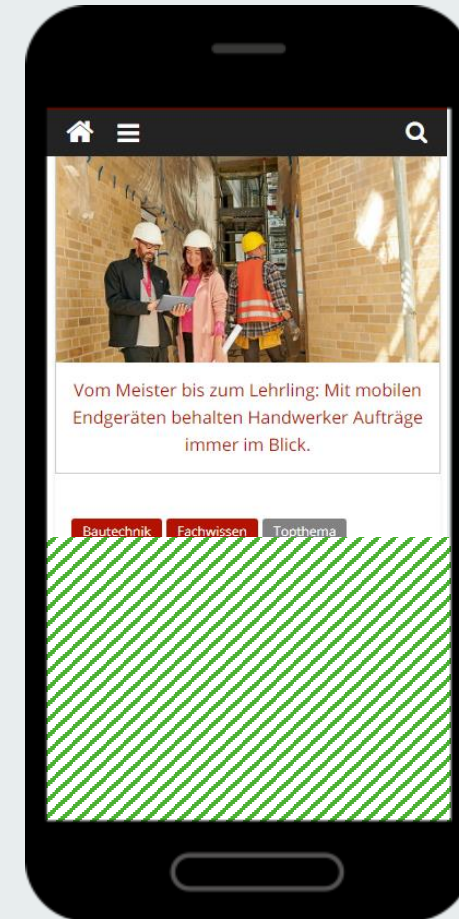 Vom Meister bis zum Lehrling: Mit mobilen
Endgeräten behalten Handwerker Aufträge
immer im Blick.
Bautechnik Fachwissen Topthema